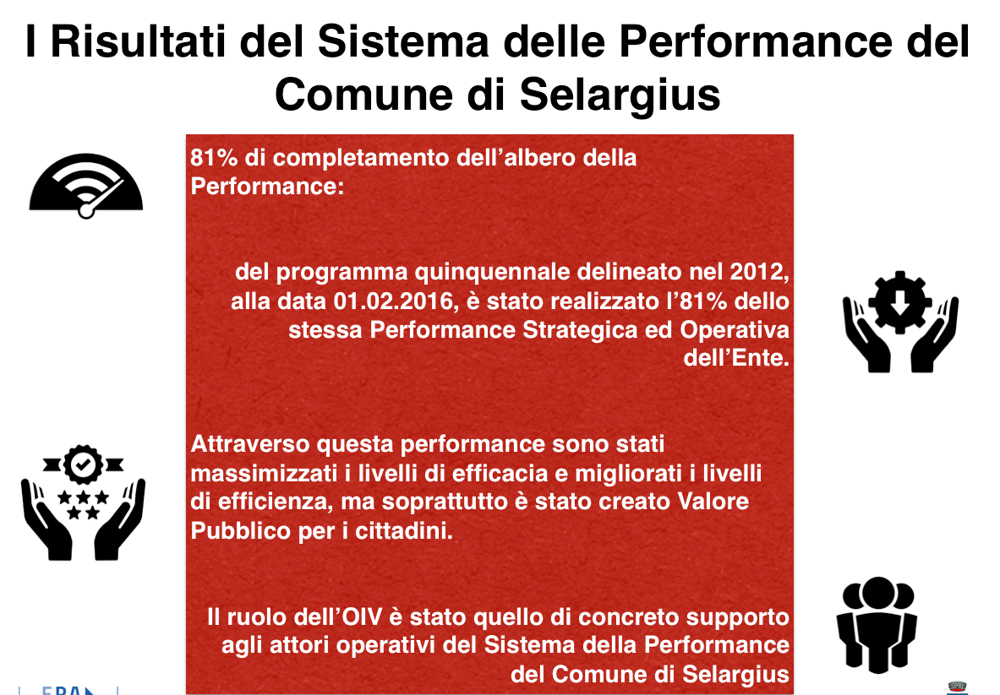 I Risultati del Sistema delle Performance del
Comune di Selargius
81% di completamento dell’albero della
Performance:
del programma quinquennale delineato nel 2012,
alla data 01.02.2016, è stato realizzato l’81% dello
stessa Performance Strategica ed Operativa
dell’Ente.
Attraverso questa performance sono stati
massimizzati i livelli di efficacia e migliorati i livelli
di efficienza, ma soprattutto è stato creato Valore
Pubblico per i cittadini.
Il ruolo dell’OIV è stato quello di concreto supporto
agli attori operativi del Sistema della Performance
del Comune di Selargius